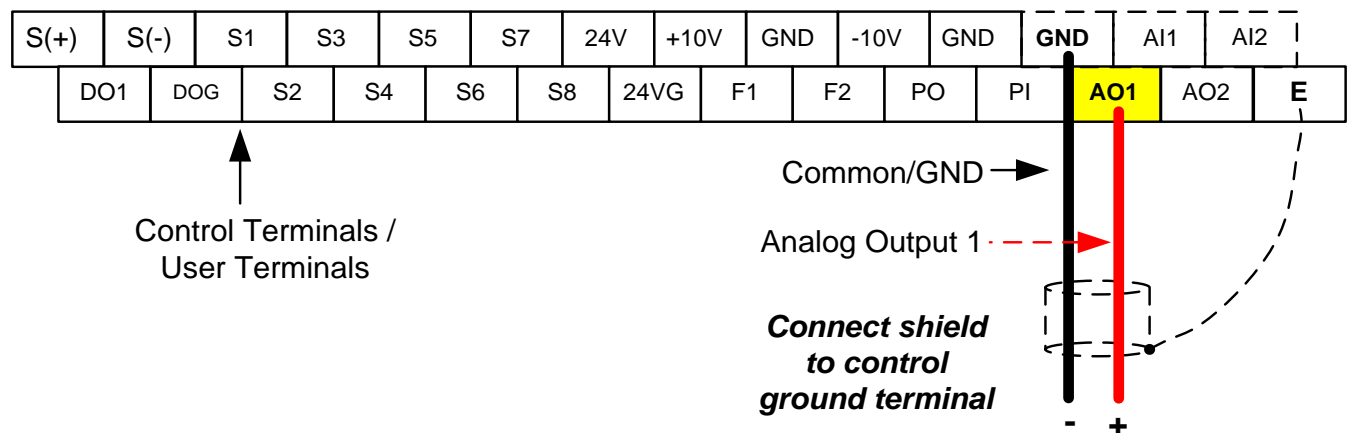 S(+) S(-) S1 S3 S5 S7 24V +10V GND -10V GND GND AI1 AI2
DO1 DOG S2 S4 S6 S8 24VG F1 F2 PO PI AO1 AO2 E
Common/GND
Control Terminals /
User Terminals
Analog Output 1
Connect shield
to control
ground terminal
- +